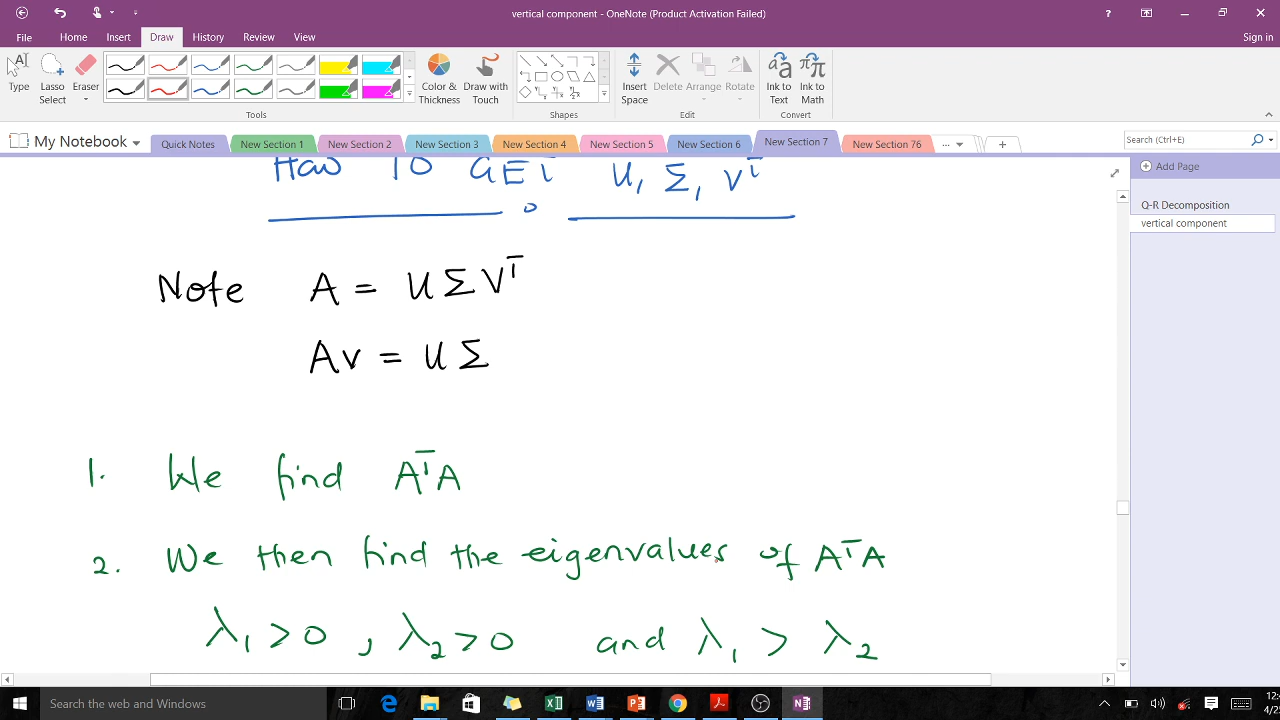 vertical component - OneNote (Product Activation Failed)
File Home Insert Draw History Review View Sign in
Type Lasso Select Eraser Color & Thickness Draw with Touch Insert Space Delete Arrange Rotate Ink to Text Ink to Math
Tools Shapes Edit Convert
My Notebook Quick Notes New Section 1 New Section 2 New Section 3 New Section 4 New Section 5 New Section 6 New Section 7 New Section 76 ... Search (Ctrl+E)
Add Page
Q-R Decomposition
vertical component
How To GET U, Σ, Vᵀ
Note A = U Σ Vᵀ
AV = U Σ
1. We find AᵀA
2. We then find the eigenvalues of AᵀA
λ₁ > 0, λ₂ > 0 and λ₁ > λ₂
Search the web and Windows